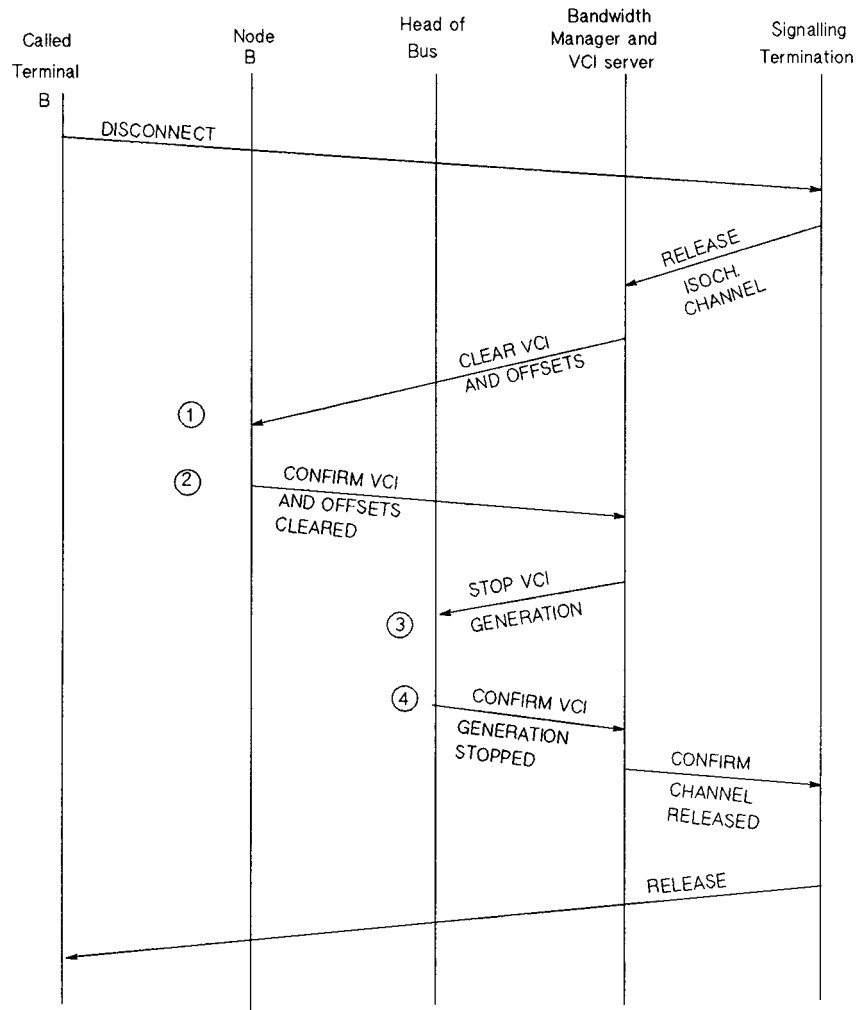 Called
Terminal
B
Node
B
Head of
Bus
Bandwidth
Manager and
VCI server
Signalling
Termination
DISCONNECT
RELEASE
ISOCH.
CHANNEL
CLEAR VCI
AND OFFSETS
1
2
CONFIRM VCI
AND OFFSETS
CLEARED
STOP VCI
GENERATION
3
4
CONFIRM VCI
GENERATION
STOPPED
CONFIRM
CHANNEL
RELEASED
RELEASE